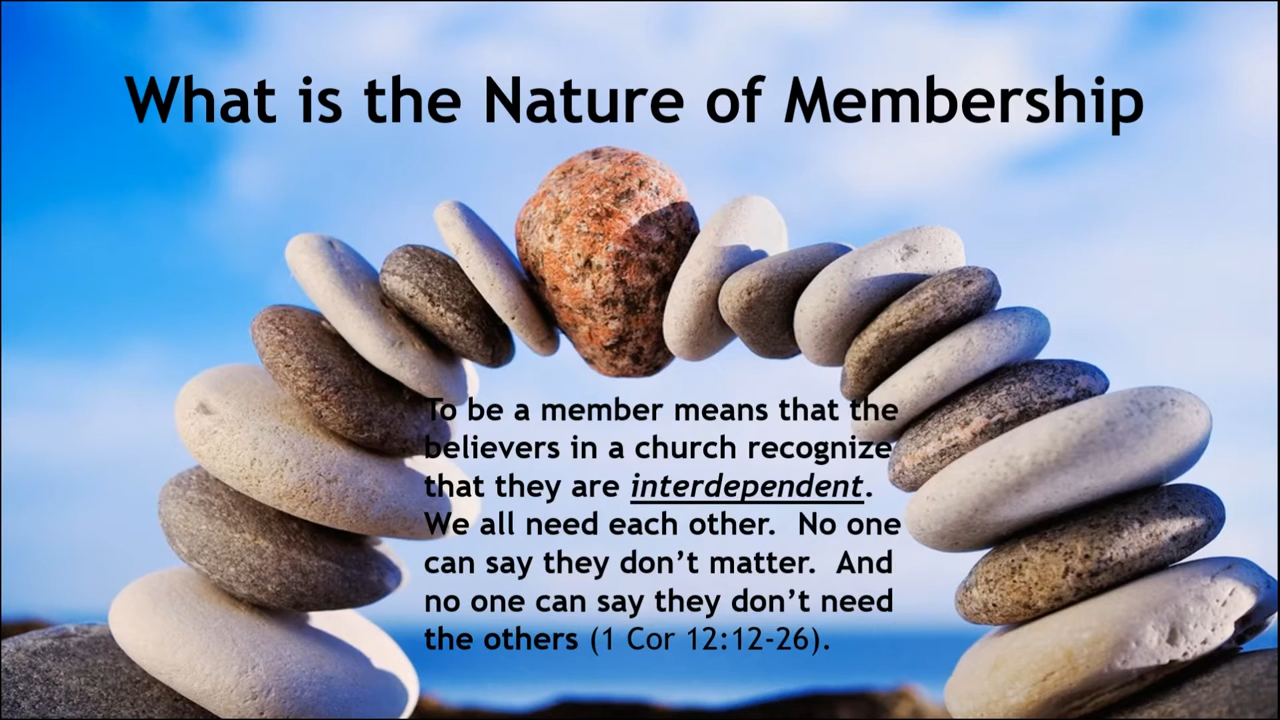 What is the Nature of Membership
To be a member means that the
believers in a church recognize
that they are interdependent.
We all need each other.  No one
can say they don’t matter.  And
no one can say they don’t need
the others (1 Cor 12:12-26).